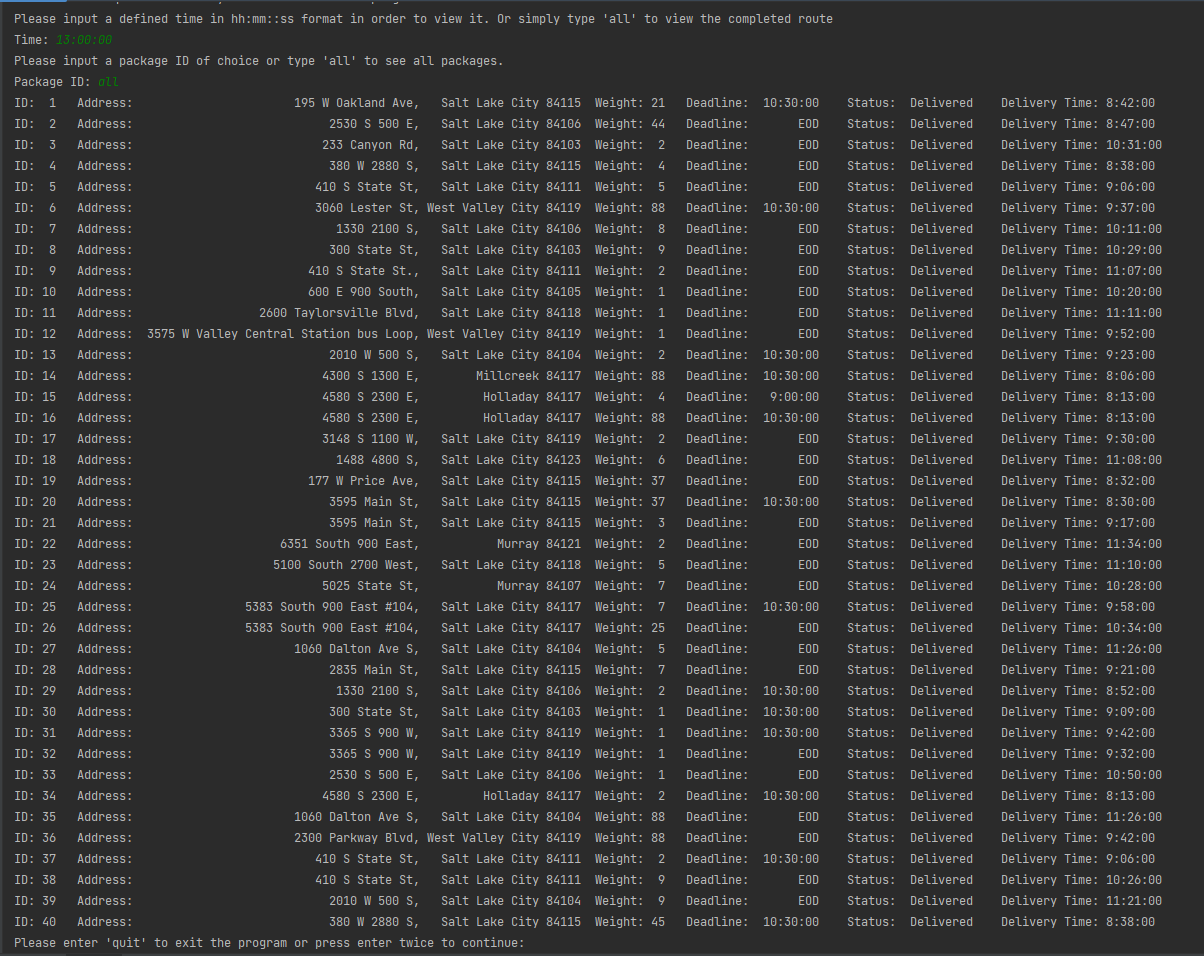 Please input a defined time in hh:mm::ss format in order to view it. Or simply type 'all' to view the completed route
Time: 13:00:00
Please input a package ID of choice or type 'all' to see all packages.
Package ID: all
ID:  1   Address:                       195 W Oakland Ave,   Salt Lake City 84115  Weight: 21   Deadline:  10:30:00    Status:  Delivered    Delivery Time: 8:42:00
ID:  2   Address:                            2530 S 500 E,   Salt Lake City 84106  Weight: 44   Deadline:       EOD    Status:  Delivered    Delivery Time: 8:47:00
ID:  3   Address:                           233 Canyon Rd,   Salt Lake City 84103  Weight:  2   Deadline:       EOD    Status:  Delivered    Delivery Time: 10:31:00
ID:  4   Address:                            380 W 2880 S,   Salt Lake City 84115  Weight:  4   Deadline:       EOD    Status:  Delivered    Delivery Time: 8:38:00
ID:  5   Address:                          410 S State St,   Salt Lake City 84111  Weight:  5   Deadline:       EOD    Status:  Delivered    Delivery Time: 9:06:00
ID:  6   Address:                          3060 Lester St, West Valley City 84119  Weight: 88   Deadline:  10:30:00    Status:  Delivered    Delivery Time: 9:37:00
ID:  7   Address:                             1330 2100 S,   Salt Lake City 84106  Weight:  8   Deadline:       EOD    Status:  Delivered    Delivery Time: 10:11:00
ID:  8   Address:                            300 State St,   Salt Lake City 84103  Weight:  9   Deadline:       EOD    Status:  Delivered    Delivery Time: 10:29:00
ID:  9   Address:                         410 S State St.,   Salt Lake City 84111  Weight:  2   Deadline:       EOD    Status:  Delivered    Delivery Time: 11:07:00
ID: 10   Address:                         600 E 900 South,   Salt Lake City 84105  Weight:  1   Deadline:       EOD    Status:  Delivered    Delivery Time: 10:20:00
ID: 11   Address:                  2600 Taylorsville Blvd,   Salt Lake City 84118  Weight:  1   Deadline:       EOD    Status:  Delivered    Delivery Time: 11:11:00
ID: 12   Address:  3575 W Valley Central Station bus Loop, West Valley City 84119  Weight:  1   Deadline:       EOD    Status:  Delivered    Delivery Time: 9:52:00
ID: 13   Address:                            2010 W 500 S,   Salt Lake City 84104  Weight:  2   Deadline:  10:30:00    Status:  Delivered    Delivery Time: 9:23:00
ID: 14   Address:                           4300 S 1300 E,        Millcreek 84117  Weight: 88   Deadline:  10:30:00    Status:  Delivered    Delivery Time: 8:06:00
ID: 15   Address:                           4580 S 2300 E,         Holladay 84117  Weight:  4   Deadline:   9:00:00    Status:  Delivered    Delivery Time: 8:13:00
ID: 16   Address:                           4580 S 2300 E,         Holladay 84117  Weight: 88   Deadline:  10:30:00    Status:  Delivered    Delivery Time: 8:13:00
ID: 17   Address:                           3148 S 1100 W,   Salt Lake City 84119  Weight:  2   Deadline:       EOD    Status:  Delivered    Delivery Time: 9:30:00
ID: 18   Address:                             1488 4800 S,   Salt Lake City 84123  Weight:  6   Deadline:       EOD    Status:  Delivered    Delivery Time: 11:08:00
ID: 19   Address:                         177 W Price Ave,   Salt Lake City 84115  Weight: 37   Deadline:       EOD    Status:  Delivered    Delivery Time: 8:32:00
ID: 20   Address:                            3595 Main St,   Salt Lake City 84115  Weight: 37   Deadline:  10:30:00    Status:  Delivered    Delivery Time: 8:30:00
ID: 21   Address:                            3595 Main St,   Salt Lake City 84115  Weight:  3   Deadline:       EOD    Status:  Delivered    Delivery Time: 9:17:00
ID: 22   Address:                     6351 South 900 East,           Murray 84121  Weight:  2   Deadline:       EOD    Status:  Delivered    Delivery Time: 11:34:00
ID: 23   Address:                    5100 South 2700 West,   Salt Lake City 84118  Weight:  5   Deadline:       EOD    Status:  Delivered    Delivery Time: 11:10:00
ID: 24   Address:                           5025 State St,           Murray 84107  Weight:  7   Deadline:       EOD    Status:  Delivered    Delivery Time: 10:28:00
ID: 25   Address:                5383 South 900 East #104,   Salt Lake City 84117  Weight:  7   Deadline:  10:30:00    Status:  Delivered    Delivery Time: 9:58:00
ID: 26   Address:                5383 South 900 East #104,   Salt Lake City 84117  Weight: 25   Deadline:       EOD    Status:  Delivered    Delivery Time: 10:34:00
ID: 27   Address:                       1060 Dalton Ave S,   Salt Lake City 84104  Weight:  5   Deadline:       EOD    Status:  Delivered    Delivery Time: 11:26:00
ID: 28   Address:                            2835 Main St,   Salt Lake City 84115  Weight:  7   Deadline:       EOD    Status:  Delivered    Delivery Time: 9:21:00
ID: 29   Address:                             1330 2100 S,   Salt Lake City 84106  Weight:  2   Deadline:  10:30:00    Status:  Delivered    Delivery Time: 8:52:00
ID: 30   Address:                            300 State St,   Salt Lake City 84103  Weight:  1   Deadline:  10:30:00    Status:  Delivered    Delivery Time: 9:09:00
ID: 31   Address:                            3365 S 900 W,   Salt Lake City 84119  Weight:  1   Deadline:  10:30:00    Status:  Delivered    Delivery Time: 9:42:00
ID: 32   Address:                            3365 S 900 W,   Salt Lake City 84119  Weight:  1   Deadline:       EOD    Status:  Delivered    Delivery Time: 9:32:00
ID: 33   Address:                            2530 S 500 E,   Salt Lake City 84106  Weight:  1   Deadline:       EOD    Status:  Delivered    Delivery Time: 10:50:00
ID: 34   Address:                           4580 S 2300 E,         Holladay 84117  Weight:  2   Deadline:  10:30:00    Status:  Delivered    Delivery Time: 8:13:00
ID: 35   Address:                       1060 Dalton Ave S,   Salt Lake City 84104  Weight: 88   Deadline:       EOD    Status:  Delivered    Delivery Time: 11:26:00
ID: 36   Address:                       2300 Parkway Blvd, West Valley City 84119  Weight: 88   Deadline:       EOD    Status:  Delivered    Delivery Time: 9:42:00
ID: 37   Address:                          410 S State St,   Salt Lake City 84111  Weight:  2   Deadline:  10:30:00    Status:  Delivered    Delivery Time: 9:06:00
ID: 38   Address:                          410 S State St,   Salt Lake City 84111  Weight:  9   Deadline:       EOD    Status:  Delivered    Delivery Time: 10:26:00
ID: 39   Address:                            2010 W 500 S,   Salt Lake City 84104  Weight:  9   Deadline:       EOD    Status:  Delivered    Delivery Time: 11:21:00
ID: 40   Address:                            380 W 2880 S,   Salt Lake City 84115  Weight: 45   Deadline:  10:30:00    Status:  Delivered    Delivery Time: 8:38:00
Please enter 'quit' to exit the program or press enter twice to continue: